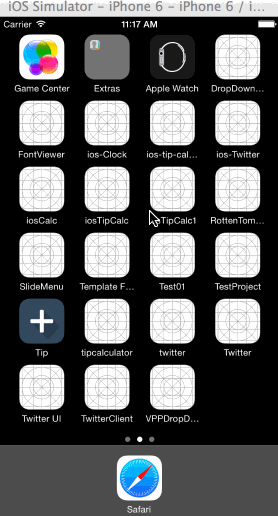 iOS Simulator - iPhone 6 - iPhone 6 / i...
Carrier 11:17 AM
Game Center Extras Apple Watch DropDown...
FontViewer ios-Clock ios-tip-cal... ios-Twitter
iosCalc iosTipCalc TipCalc1 RottenTom...
SlideMenu Template F... Test01 TestProject
Tip tipcalculator twitter Twitter
Twitter UI TwitterClient VPPDropD...
Safari